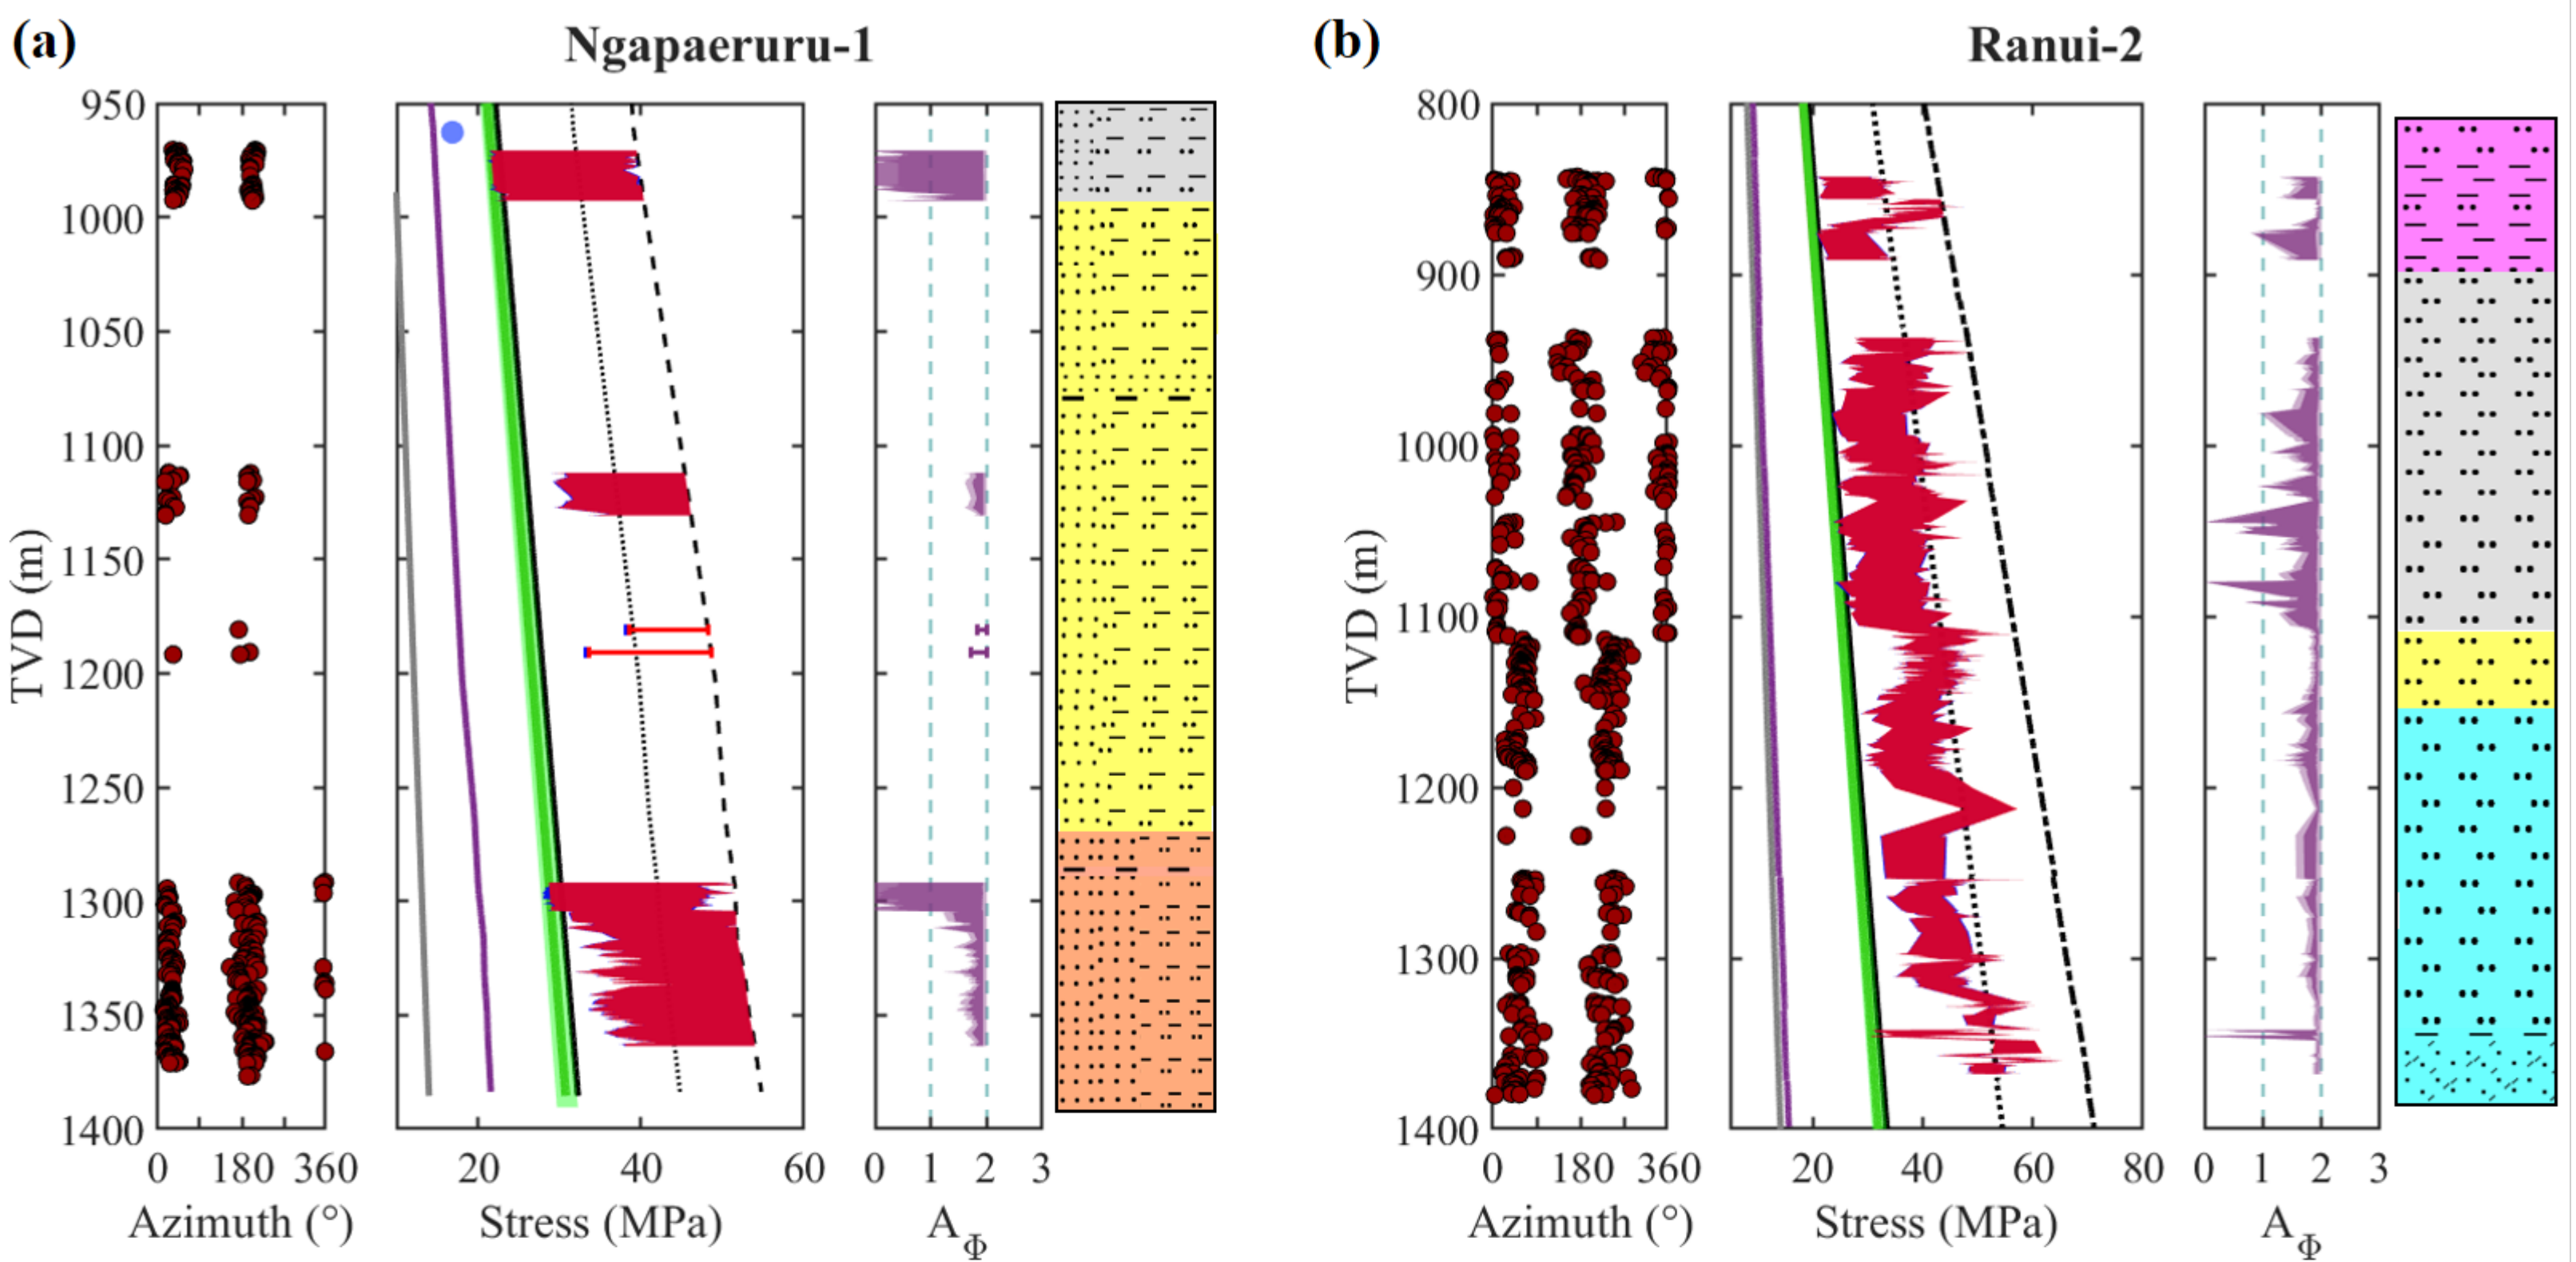 (a) Ngapaeruru-1
950
1000
1050
1100
1150
1200
1250
1300
1350
1400
TVD (m)
0 180 360
20 40 60
0 1 2 3
Azimuth (°) Stress (MPa) AΦ
(b) Ranui-2
800
900
1000
1100
1200
1300
1400
TVD (m)
0 180 360
20 40 60 80
0 1 2 3
Azimuth (°) Stress (MPa) AΦ